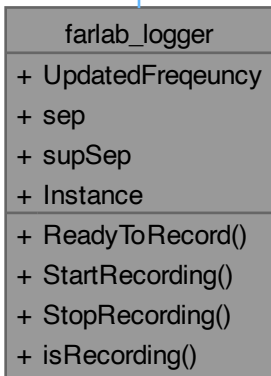 farlab_logger
+ UpdatedFreqeuncy
+ sep
+ supSep
+ Instance
+ ReadyToRecord()
+ StartRecording()
+ StopRecording()
+ isRecording()